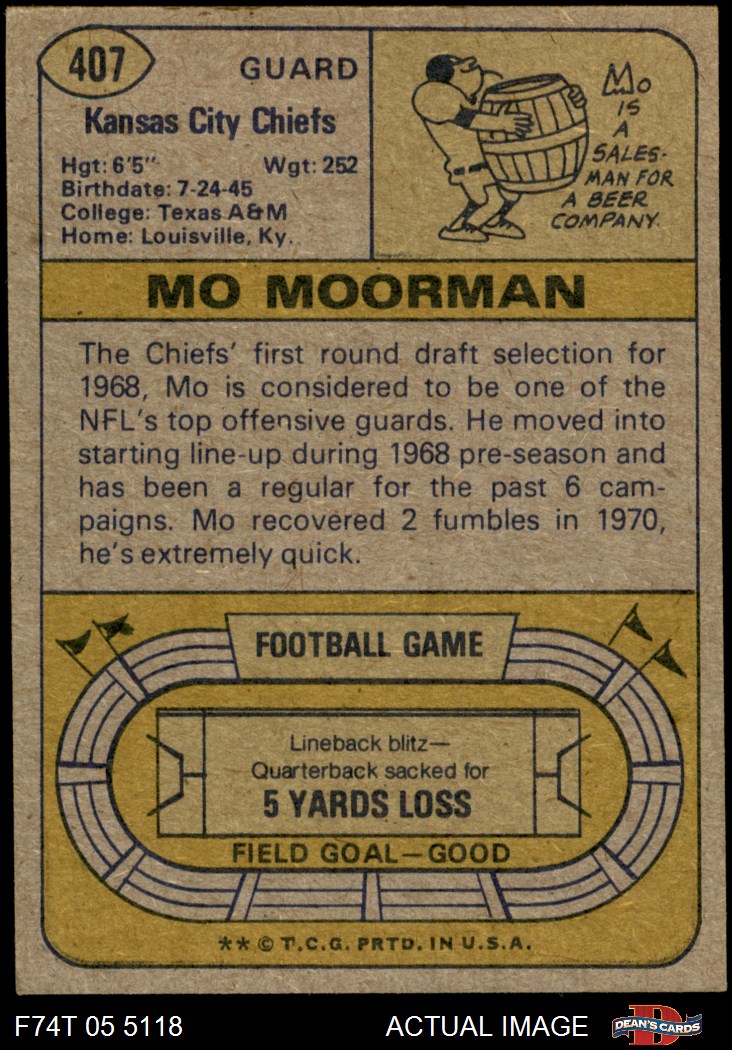 407
GUARD
Kansas City Chiefs
Hgt: 6'5" Wgt: 252
Birthdate: 7-24-45
College: Texas A&M
Home: Louisville, Ky.
Mo
IS
A
SALES-
MAN FOR
A BEER
COMPANY.
MO MOORMAN
The Chiefs' first round draft selection for
1968, Mo is considered to be one of the
NFL's top offensive guards. He moved into
starting line-up during 1968 pre-season and
has been a regular for the past 6 cam-
paigns. Mo recovered 2 fumbles in 1970,
he's extremely quick.
FOOTBALL GAME
Lineback blitz—
Quarterback sacked for
5 YARDS LOSS
FIELD GOAL—GOOD
** © T.C.G. PRTD. IN U.S.A.
F74T 05 5118 ACTUAL IMAGE
DEAN'S CARDS